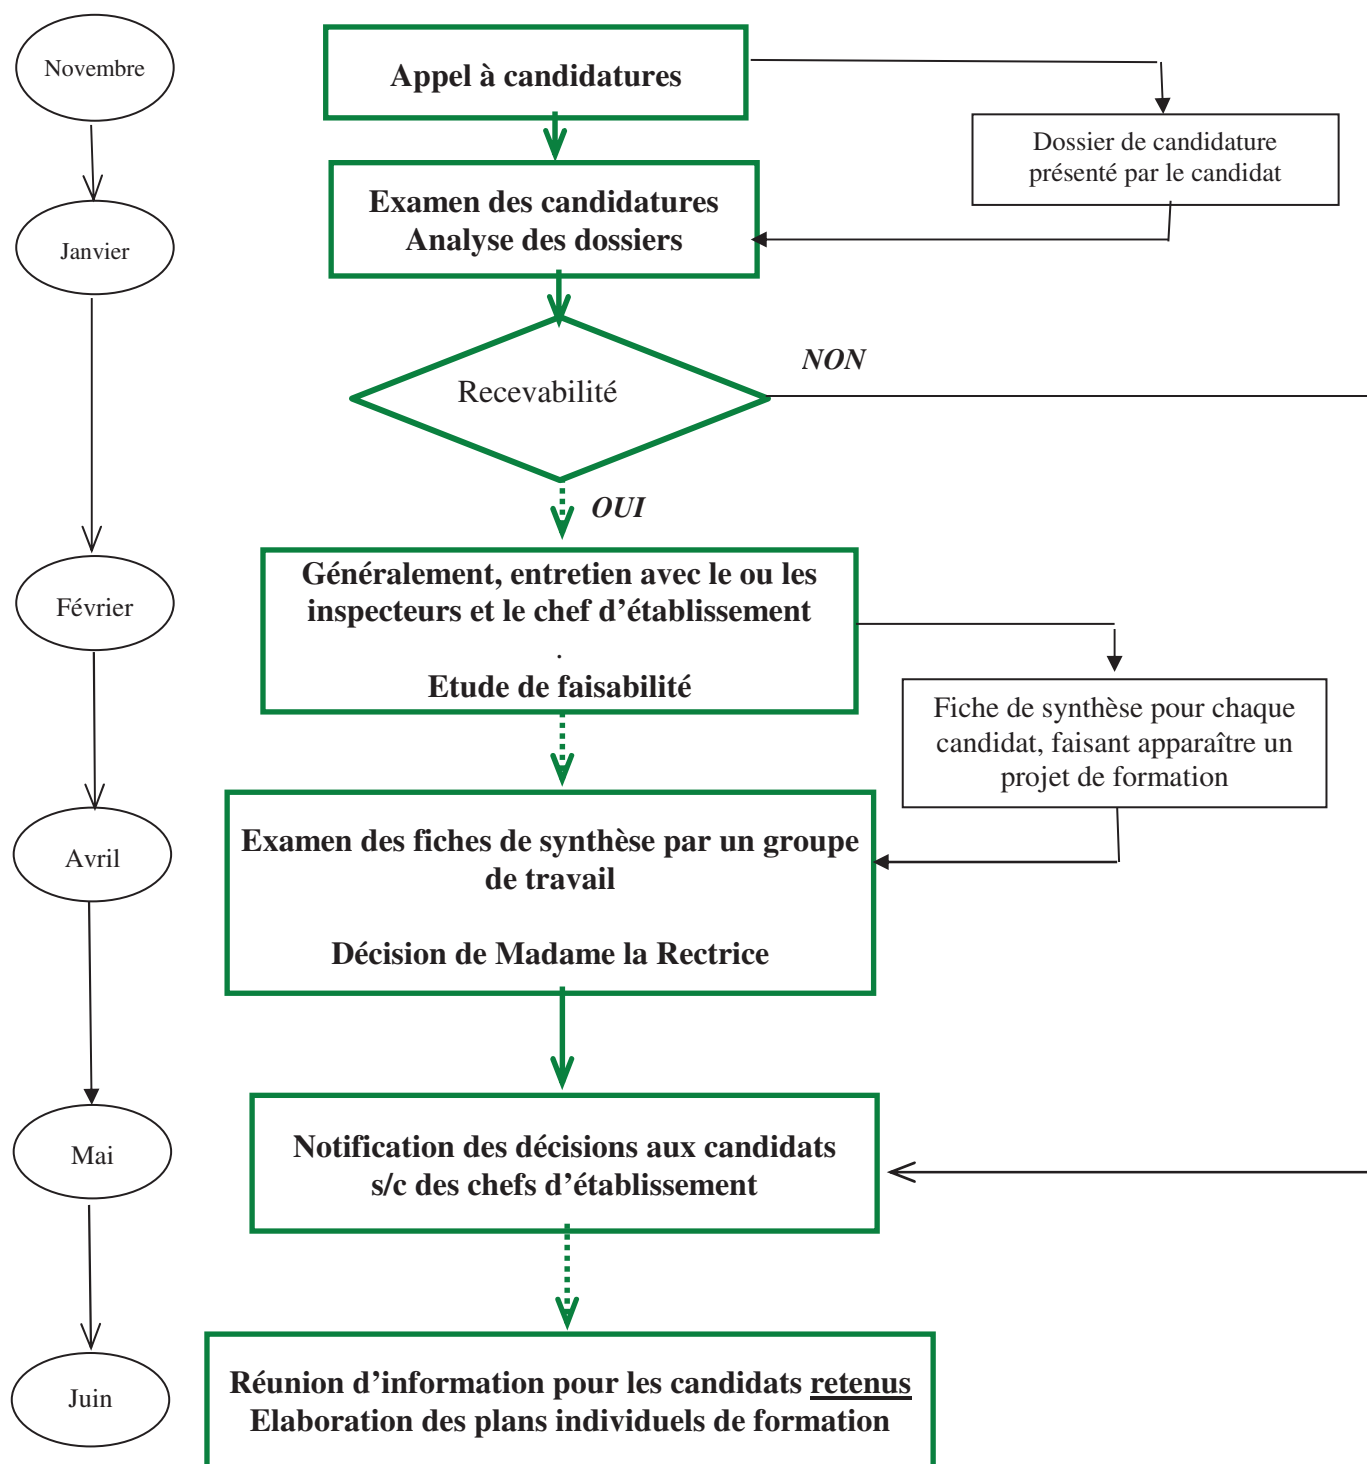 Novembre
Appel à candidatures
Dossier de candidature
présenté par le candidat
Janvier
Examen des candidatures
Analyse des dossiers
Recevabilité
NON
OUI
Février
Généralement, entretien avec le ou les
inspecteurs et le chef d’établissement
.
Etude de faisabilité
Fiche de synthèse pour chaque
candidat, faisant apparaître un
projet de formation
Avril
Examen des fiches de synthèse par un groupe
de travail
Décision de Madame la Rectrice
Mai
Notification des décisions aux candidats
s/c des chefs d’établissement
Juin
Réunion d’information pour les candidats retenus
Elaboration des plans individuels de formation